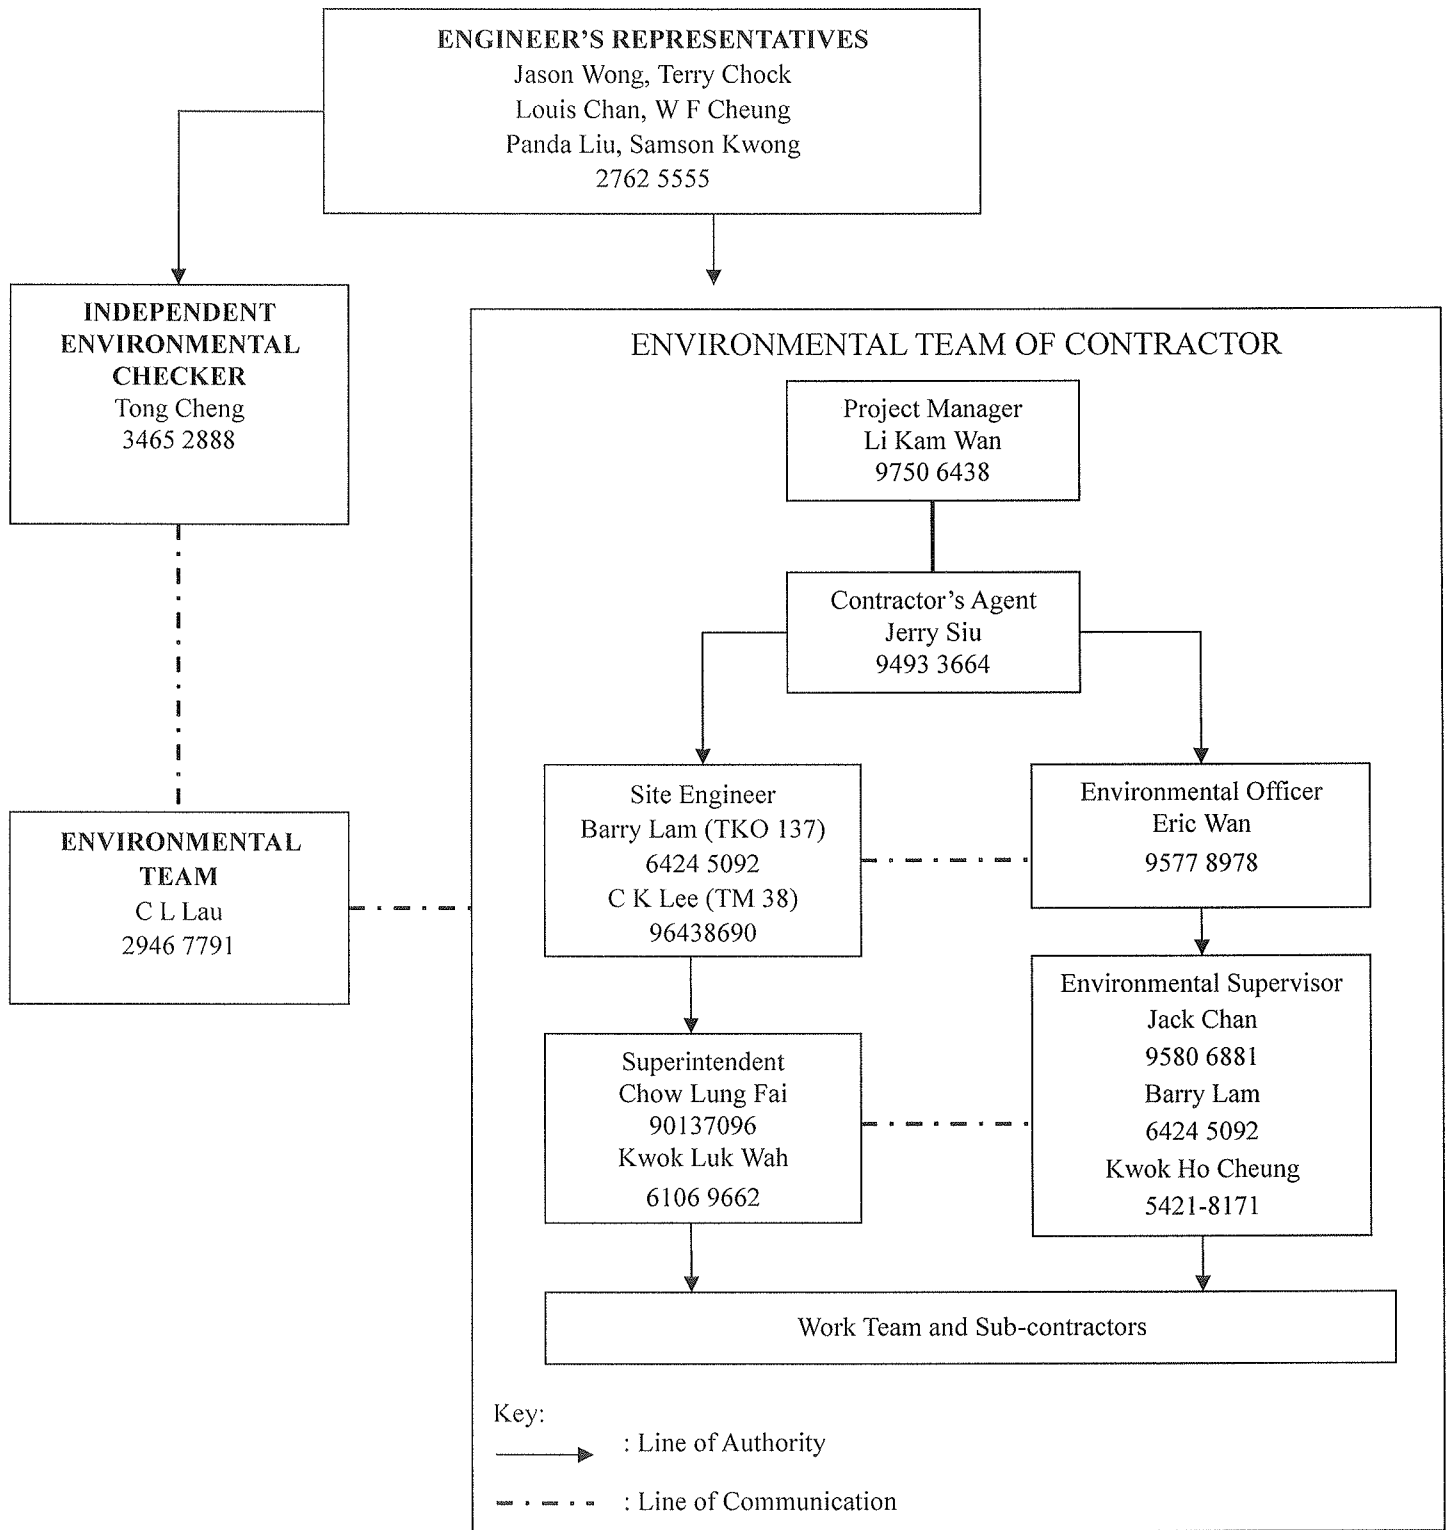 ENGINEER'S REPRESENTATIVES
Jason Wong, Terry Chock
Louis Chan, W F Cheung
Panda Liu, Samson Kwong
2762 5555
INDEPENDENT
ENVIRONMENTAL
CHECKER
Tong Cheng
3465 2888
ENVIRONMENTAL
TEAM
C L Lau
2946 7791
ENVIRONMENTAL TEAM OF CONTRACTOR
Project Manager
Li Kam Wan
9750 6438
Contractor's Agent
Jerry Siu
9493 3664
Site Engineer
Barry Lam (TKO 137)
6424 5092
C K Lee (TM 38)
96438690
Environmental Officer
Eric Wan
9577 8978
Superintendent
Chow Lung Fai
90137096
Kwok Luk Wah
6106 9662
Environmental Supervisor
Jack Chan
9580 6881
Barry Lam
6424 5092
Kwok Ho Cheung
5421-8171
Work Team and Sub-contractors
Key:
: Line of Authority
: Line of Communication